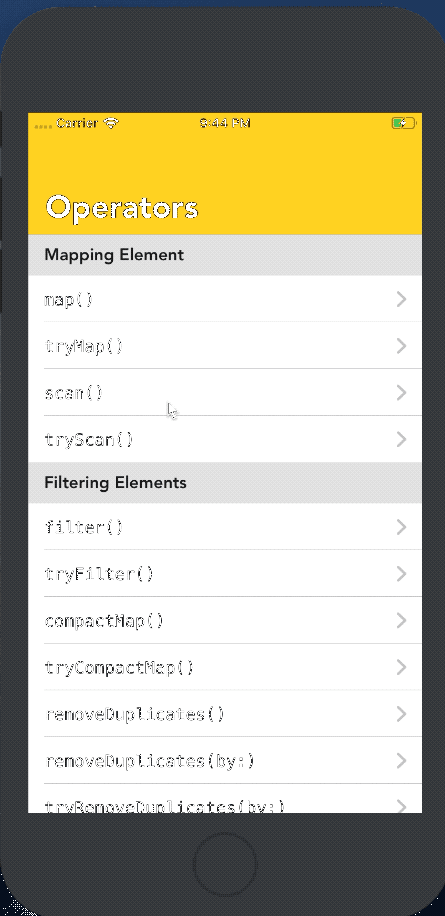 Carrier 9:44 PM
Operators
Mapping Element
map()
tryMap()
scan()
tryScan()
Filtering Elements
filter()
tryFilter()
compactMap()
tryCompactMap()
removeDuplicates()
removeDuplicates(by:)
tryRemoveDuplicates(by:)